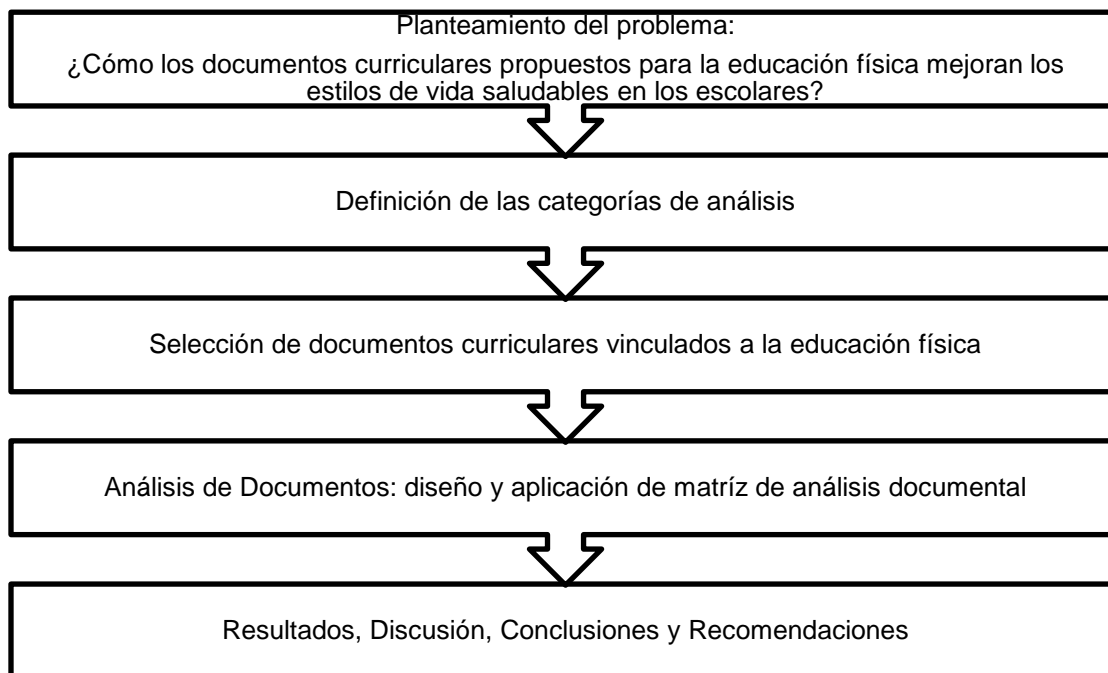 Planteamiento del problema:
¿Cómo los documentos curriculares propuestos para la educación física mejoran los
estilos de vida saludables en los escolares?
Definición de las categorías de análisis
Selección de documentos curriculares vinculados a la educación física
Análisis de Documentos: diseño y aplicación de matríz de análisis documental
Resultados, Discusión, Conclusiones y Recomendaciones